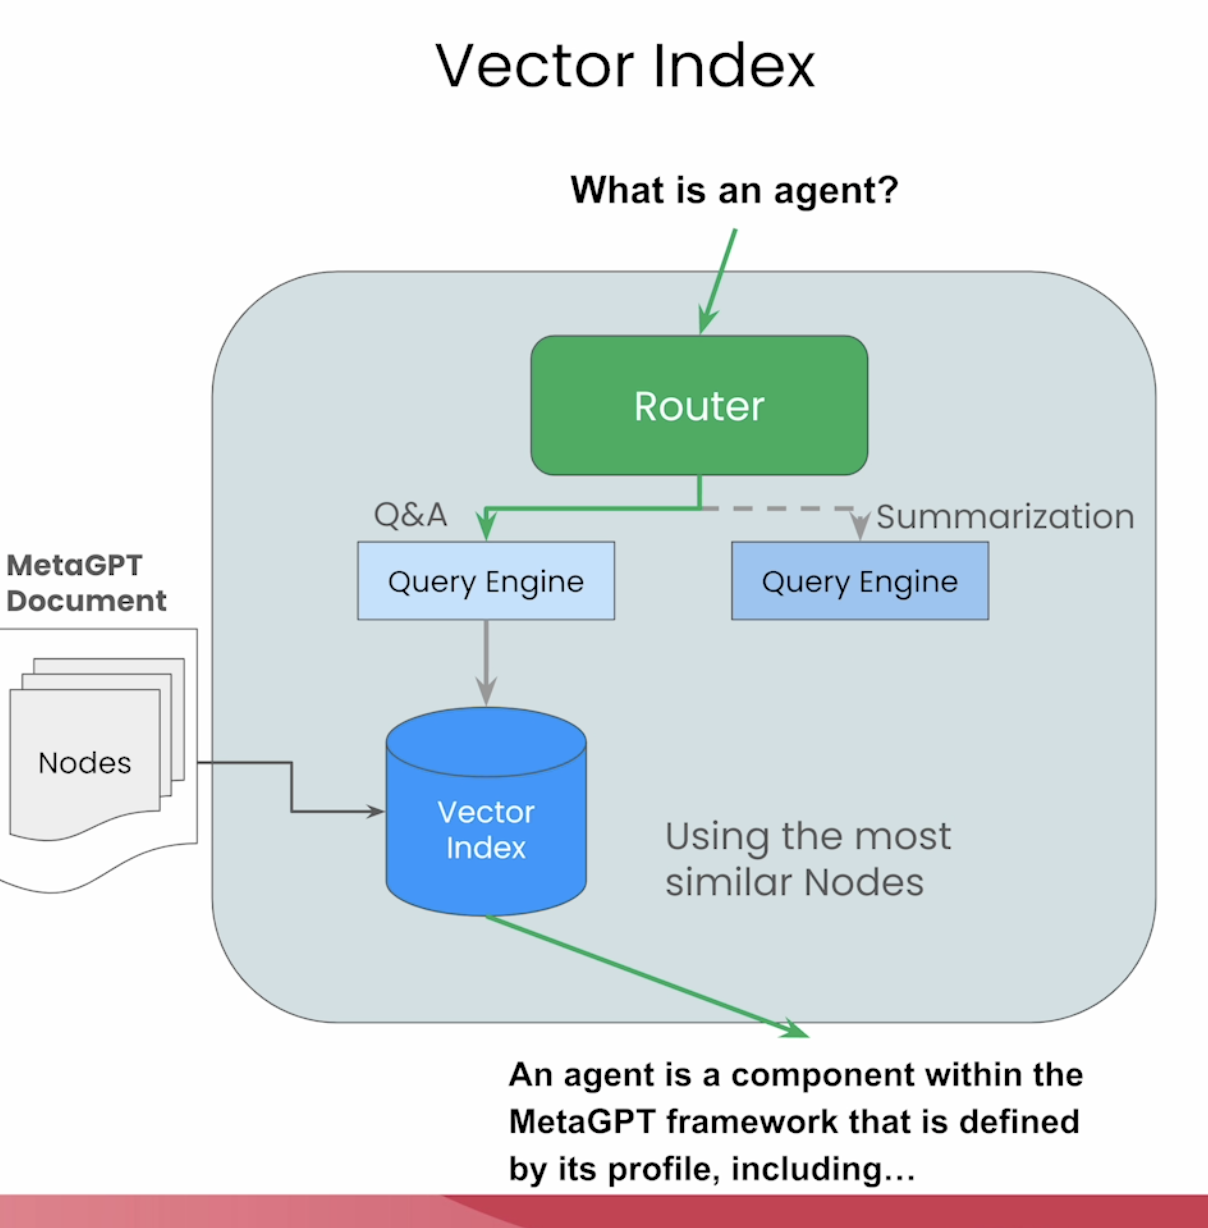 Vector Index
What is an agent?
Router
Q&A
Summarization
Query Engine
Query Engine
MetaGPT
Document
Nodes
Vector
Index
Using the most
similar Nodes
An agent is a component within the
MetaGPT framework that is defined
by its profile, including...